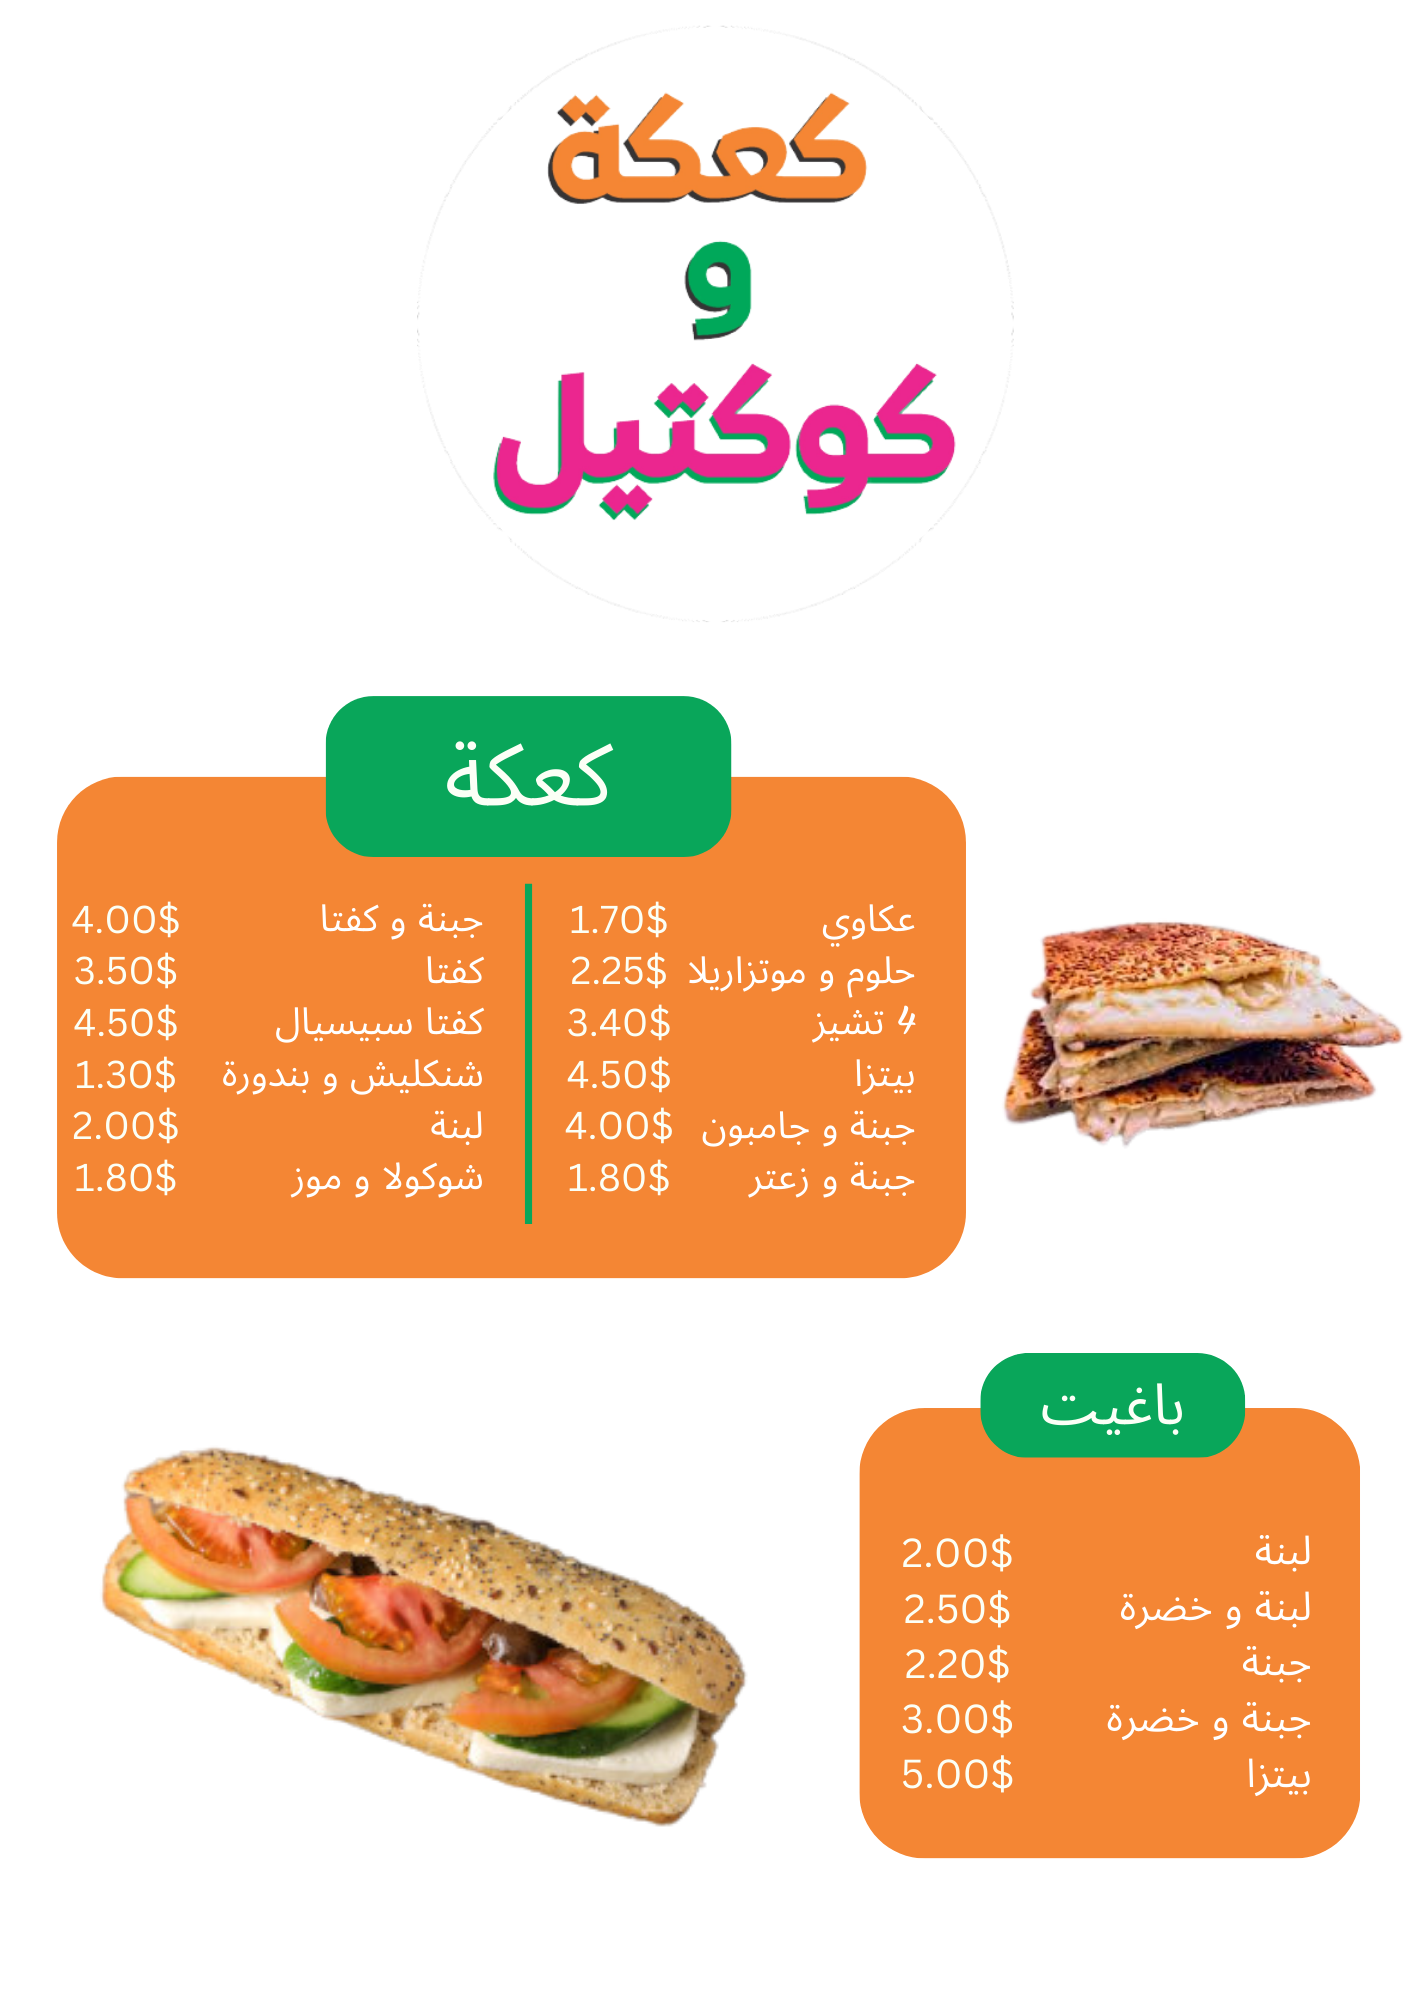 كعكة
و
كوكتيل
كعكة
عكاوي 1.70$
حلوم و موتزاريلا 2.25$
4 تشيز 3.40$
بيتزا 4.50$
جبنة و جامبون 4.00$
جبنة و زعتر 1.80$
جبنة و كفتا 4.00$
كفتا 3.50$
كفتا سبيسيال 4.50$
شنكليش و بندورة 1.30$
لبنة 2.00$
شوكولا و موز 1.80$
باغيت
لبنة 2.00$
لبنة و خضرة 2.50$
جبنة 2.20$
جبنة و خضرة 3.00$
بيتزا 5.00$